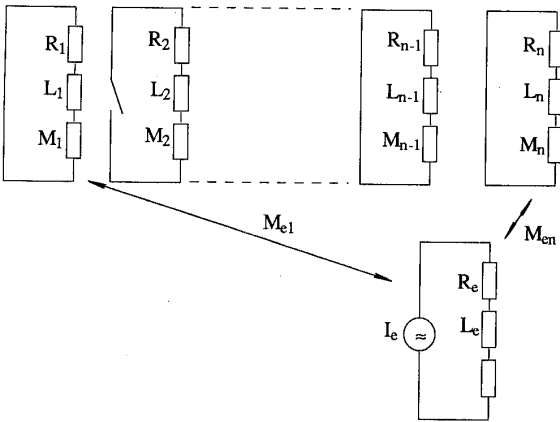 R1
L1
M1
R2
L2
M2
Rn-1
Ln-1
Mn-1
Rn
Ln
Mn
Me1
Men
Ie
≈
Re
Le